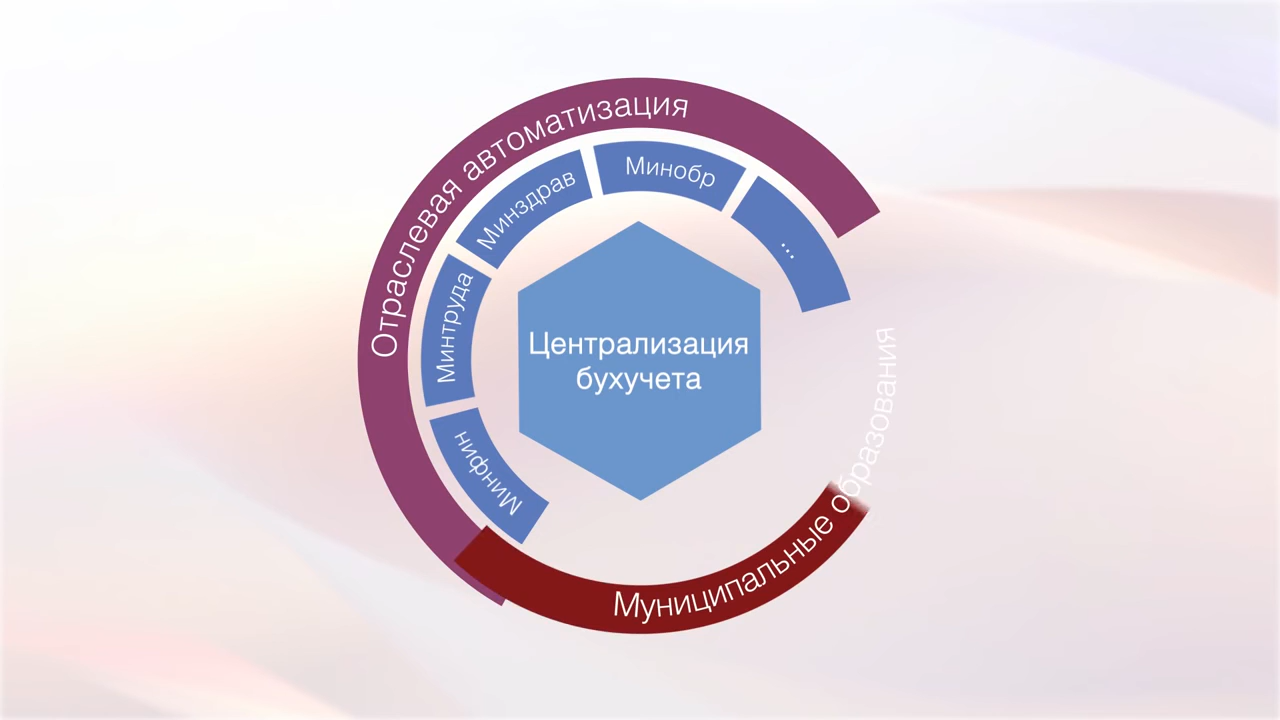 Отраслевая автоматизация
Минфин
Минтруда
Минздрав
Минобр
...
Централизация
бухучета
Муниципальные образования